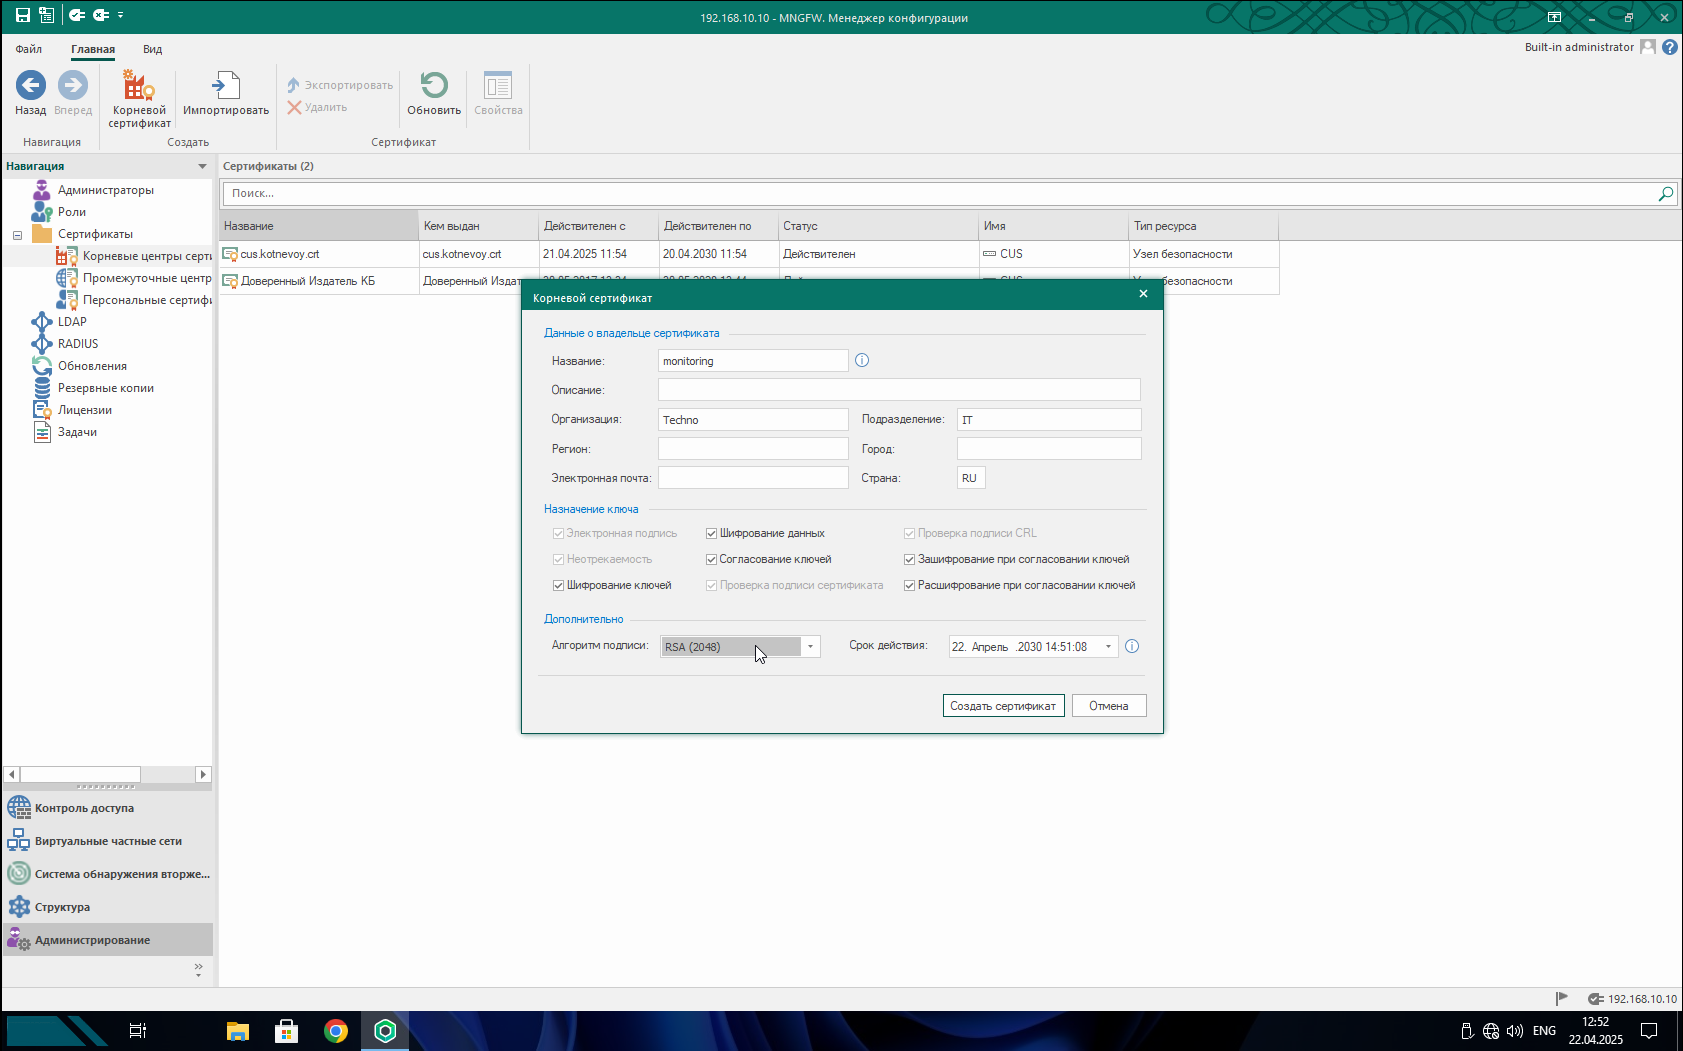 192.168.10.10 - MNGFW. Менеджер конфигурации
Файл
Главная
Вид
Built-in administrator
Назад
Вперед
Навигация
Корневой
сертификат
Импортировать
Создать
Экспортировать
Удалить
Обновить
Свойства
Сертификат
Навигация
Администраторы
Роли
Сертификаты
Корневые центры серти
Промежуточные центр
Персональные сертифи
LDAP
RADIUS
Обновления
Резервные копии
Лицензии
Задачи
Контроль доступа
Виртуальные частные сети
Система обнаружения вторже...
Структура
Администрирование
Сертификаты (2)
Поиск...
Название Кем выдан Действителен с Действителен по Статус Имя Тип ресурса
cus.kotnevoy.crt cus.kotnevoy.crt 21.04.2025 11:54 20.04.2030 11:54 Действителен CUS Узел безопасности
Доверенный Издатель КБ Доверенный Издат CUS безопасности
Корневой сертификат
Данные о владельце сертификата
Название: monitoring
Описание:
Организация: Techno Подразделение: IT
Регион: Город:
Электронная почта: Страна: RU
Назначение ключа
Электронная подпись Шифрование данных Проверка подписи CRL
Неотрекаемость Согласование ключей Зашифрование при согласовании ключей
Шифрование ключей Проверка подписи сертификата Расшифрование при согласовании ключей
Дополнительно
Алгоритм подписи: RSA (2048) Срок действия: 22. Апрель .2030 14:51:08
Создать сертификат Отмена
192.168.10.10
ENG
12:52
22.04.2025